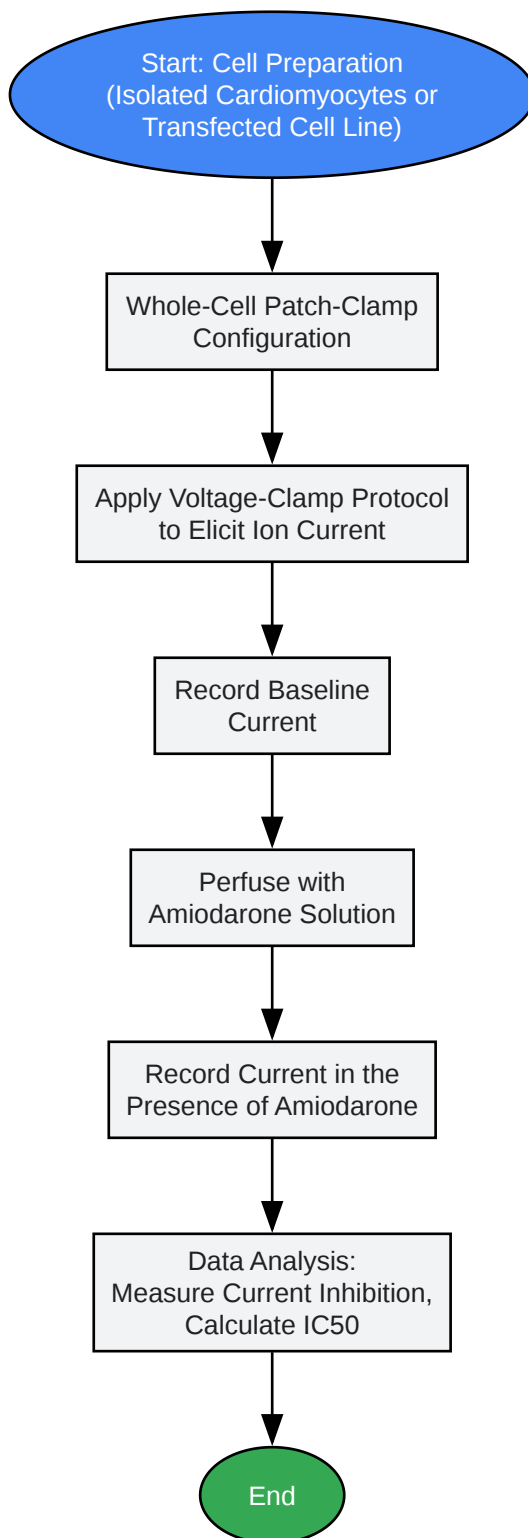 Start: Cell Preparation
(Isolated Cardiomyocytes or
Transfected Cell Line)
Whole-Cell Patch-Clamp
Configuration
Apply Voltage-Clamp Protocol
to Elicit Ion Current
Record Baseline
Current
Perfuse with
Amiodarone Solution
Record Current in the
Presence of Amiodarone
Data Analysis:
Measure Current Inhibition,
Calculate IC50
End